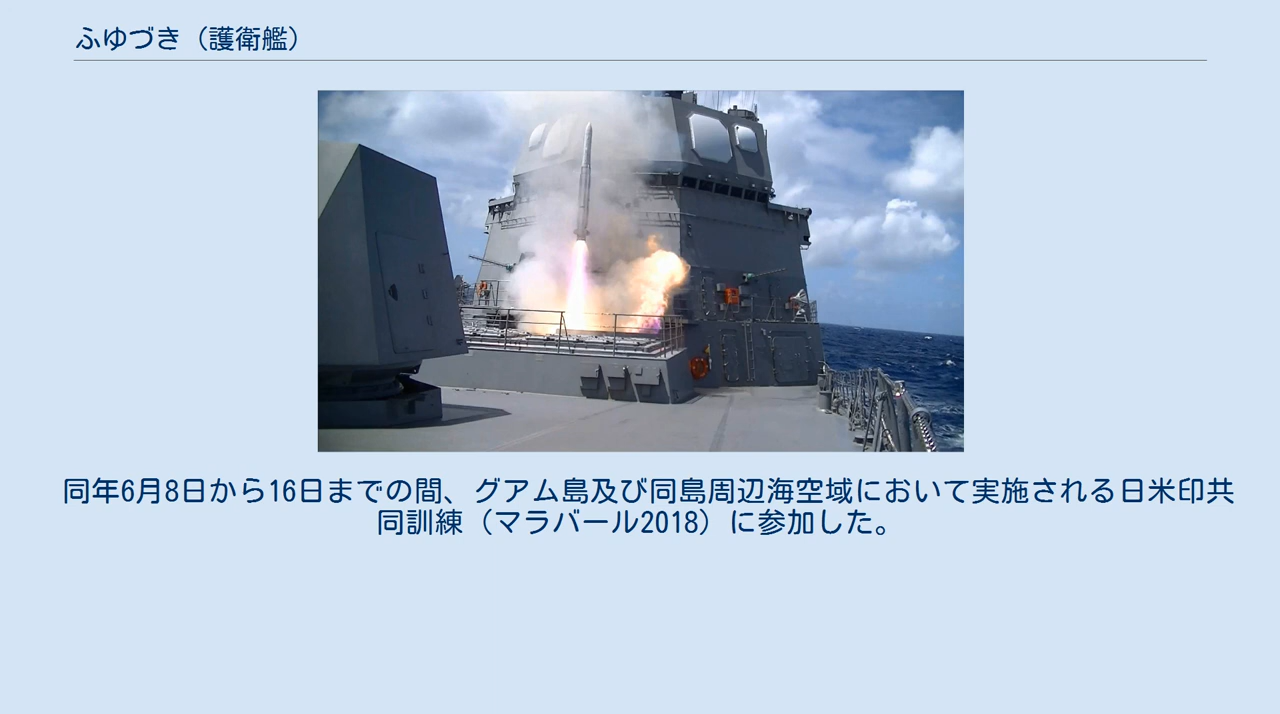 ふゆづき（護衛艦）
同年6月8日から16日までの間、グアム島及び同島周辺海空域において実施される日米印共
同訓練（マラバール2018）に参加した。